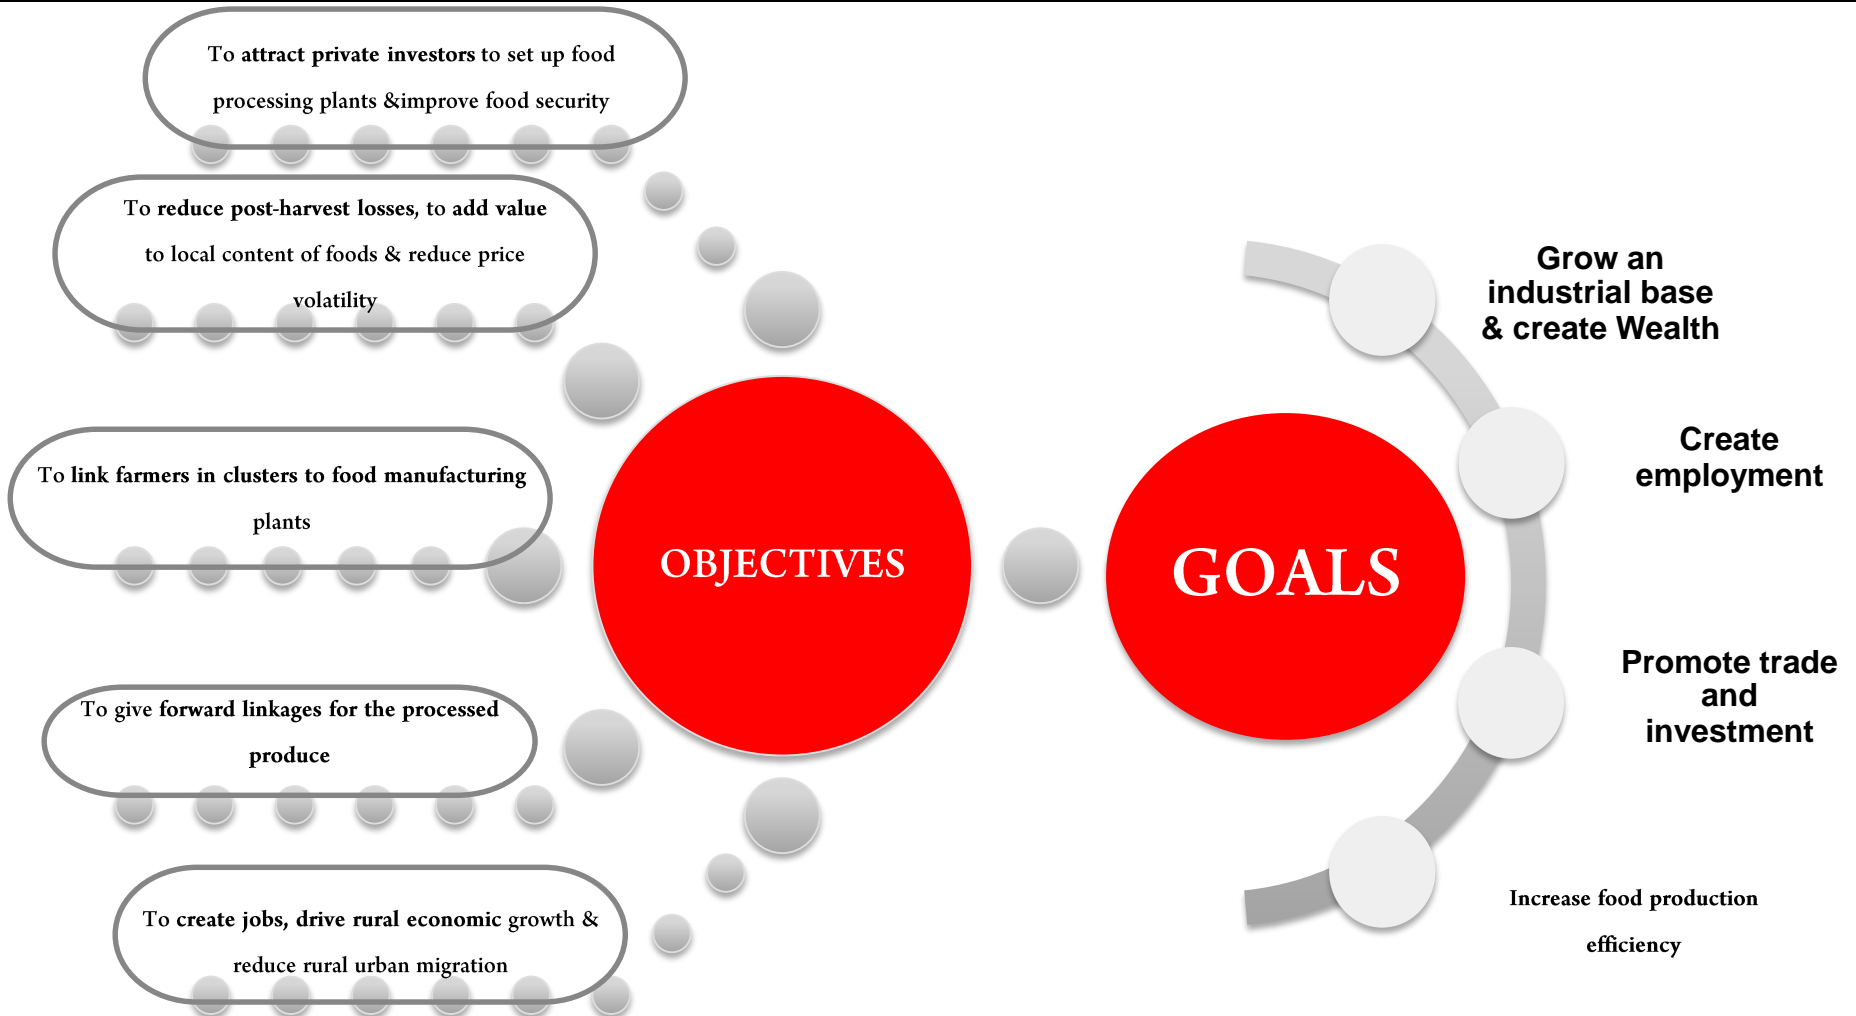 To attract private investors to set up food
processing plants &improve food security
To reduce post-harvest losses, to add value
to local content of foods & reduce price
volatility
To link farmers in clusters to food manufacturing
plants
To give forward linkages for the processed
produce
To create jobs, drive rural economic growth &
reduce rural urban migration
OBJECTIVES
GOALS
Grow an
industrial base
& create Wealth
Create
employment
Promote trade
and
investment
Increase food production
efficiency